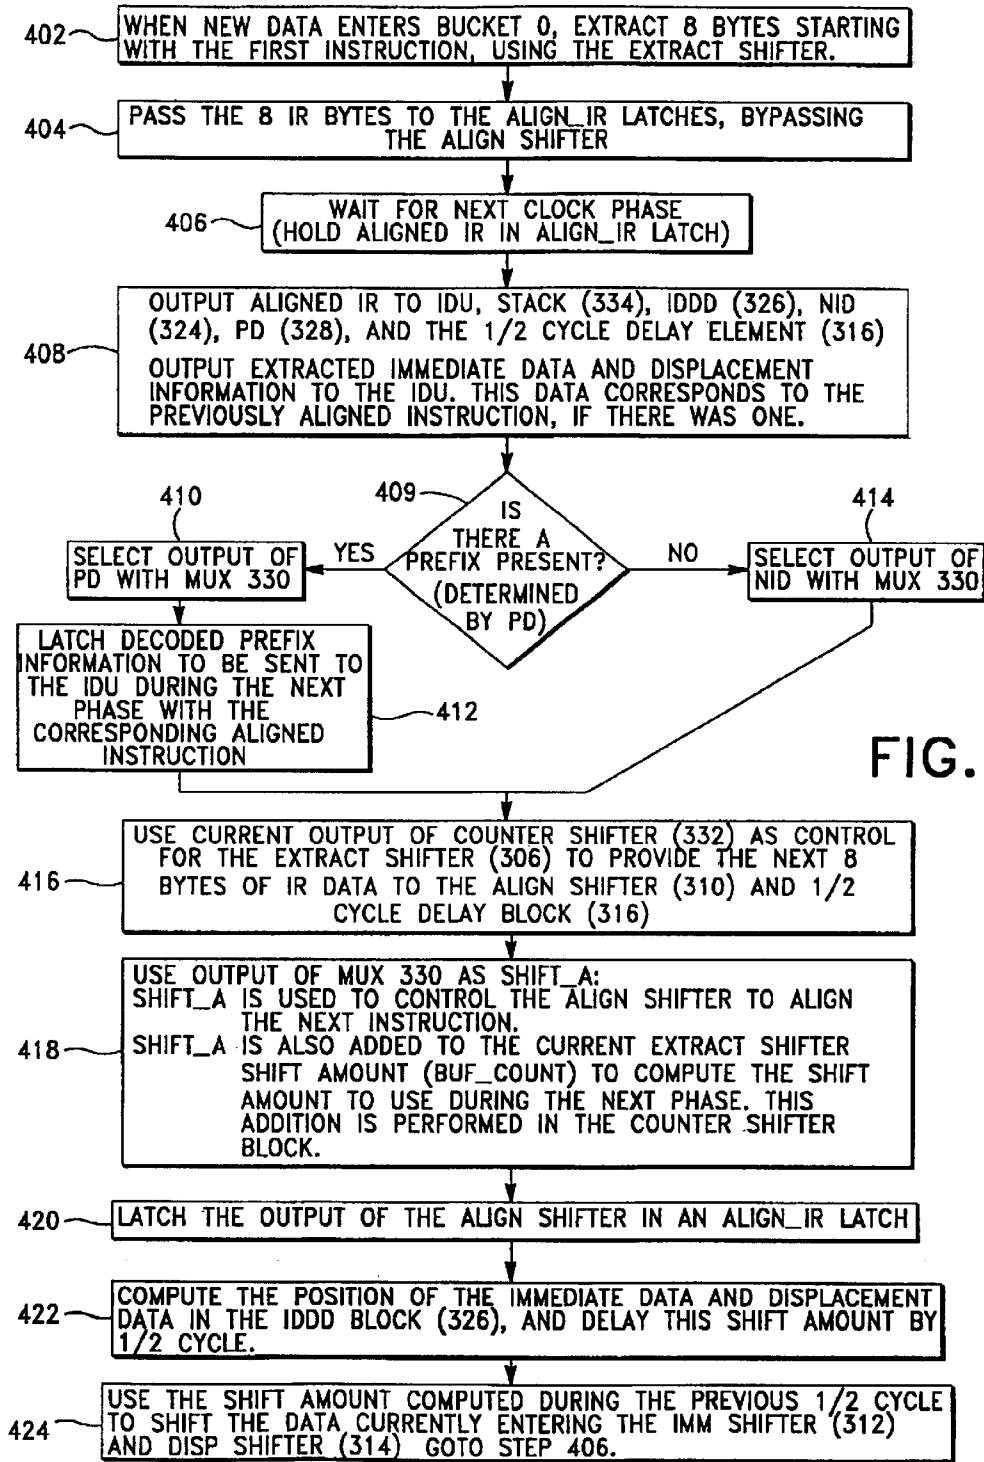 402
WHEN NEW DATA ENTERS BUCKET 0, EXTRACT 8 BYTES STARTING
WITH THE FIRST INSTRUCTION, USING THE EXTRACT SHIFTER.
404
PASS THE 8 IR BYTES TO THE ALIGN_IR LATCHES, BYPASSING
THE ALIGN SHIFTER
406
WAIT FOR NEXT CLOCK PHASE
(HOLD ALIGNED IR IN ALIGN_IR LATCH)
408
OUTPUT ALIGNED IR TO IDU, STACK (334), IDDD (326), NID
(324), PD (328), AND THE 1/2 CYCLE DELAY ELEMENT (316)
OUTPUT EXTRACTED IMMEDIATE DATA AND DISPLACEMENT
INFORMATION TO THE IDU. THIS DATA CORRESPONDS TO THE
PREVIOUSLY ALIGNED INSTRUCTION, IF THERE WAS ONE.
409
IS
THERE A
PREFIX PRESENT?
(DETERMINED
BY PD)
YES
NO
410
SELECT OUTPUT OF
PD WITH MUX 330
414
SELECT OUTPUT OF
NID WITH MUX 330
LATCH DECODED PREFIX
INFORMATION TO BE SENT TO
THE IDU DURING THE NEXT
PHASE WITH THE
CORRESPONDING ALIGNED
INSTRUCTION
412
FIG.
416
USE CURRENT OUTPUT OF COUNTER SHIFTER (332) AS CONTROL
FOR THE EXTRACT SHIFTER (306) TO PROVIDE THE NEXT 8
BYTES OF IR DATA TO THE ALIGN SHIFTER (310) AND 1/2
CYCLE DELAY BLOCK (316)
418
USE OUTPUT OF MUX 330 AS SHIFT_A:
SHIFT_A IS USED TO CONTROL THE ALIGN SHIFTER TO ALIGN
THE NEXT INSTRUCTION.
SHIFT_A IS ALSO ADDED TO THE CURRENT EXTRACT SHIFTER
SHIFT AMOUNT (BUF_COUNT) TO COMPUTE THE SHIFT
AMOUNT TO USE DURING THE NEXT PHASE. THIS
ADDITION IS PERFORMED IN THE COUNTER SHIFTER
BLOCK.
420
LATCH THE OUTPUT OF THE ALIGN SHIFTER IN AN ALIGN_IR LATCH
422
COMPUTE THE POSITION OF THE IMMEDIATE DATA AND DISPLACEMENT
DATA IN THE IDDD BLOCK (326), AND DELAY THIS SHIFT AMOUNT BY
1/2 CYCLE.
424
USE THE SHIFT AMOUNT COMPUTED DURING THE PREVIOUS 1/2 CYCLE
TO SHIFT THE DATA CURRENTLY ENTERING THE IMM SHIFTER (312)
AND DISP SHIFTER (314) GOTO STEP 406.